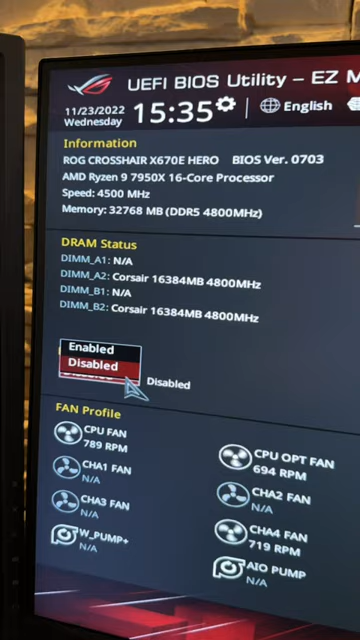 UEFI BIOS Utility – EZ M
11/23/2022
Wednesday
15:35
English
Information
ROG CROSSHAIR X670E HERO BIOS Ver. 0703
AMD Ryzen 9 7950X 16-Core Processor
Speed: 4500 MHz
Memory: 32768 MB (DDR5 4800MHz)
DRAM Status
DIMM_A1: N/A
DIMM_A2: Corsair 16384MB 4800MHz
DIMM_B1: N/A
DIMM_B2: Corsair 16384MB 4800MHz
Enabled
Disabled
Disabled
FAN Profile
CPU FAN
789 RPM
CPU OPT FAN
694 RPM
CHA1 FAN
N/A
CHA2 FAN
N/A
CHA3 FAN
N/A
CHA4 FAN
719 RPM
W_PUMP+
N/A
AIO PUMP
N/A